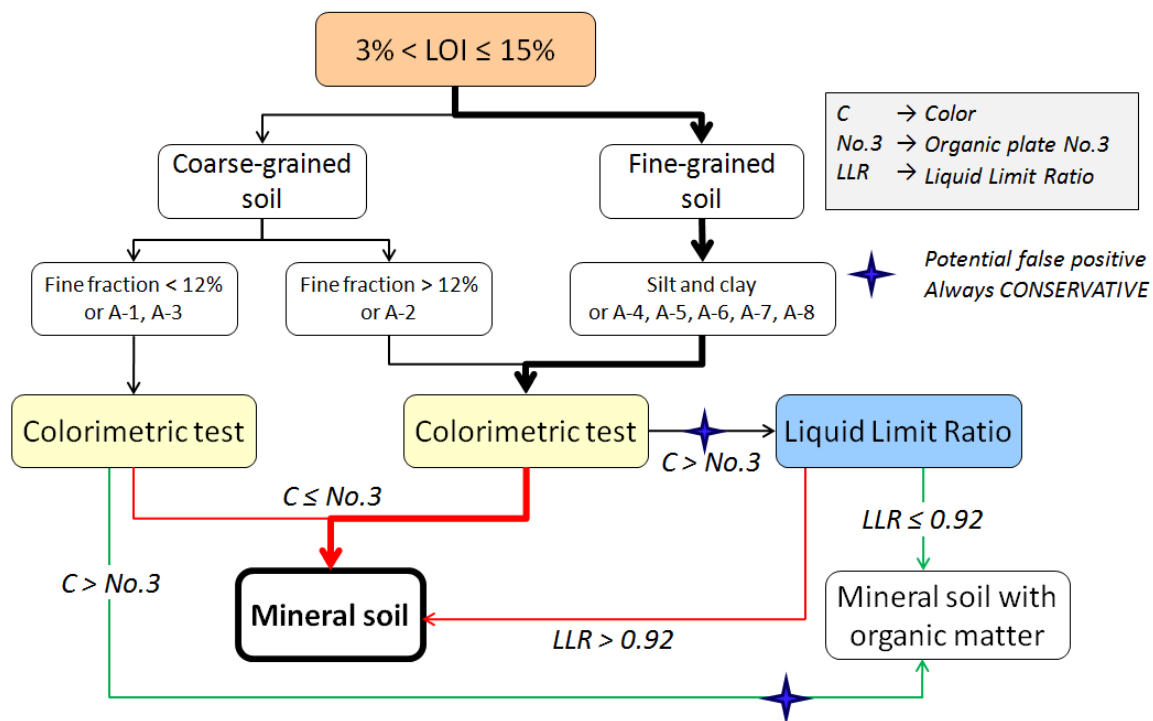 3% < LOI ≤ 15%
C → Color
No.3 → Organic plate No.3
LLR → Liquid Limit Ratio
Coarse-grained
soil
Fine-grained
soil
Potential false positive
Always CONSERVATIVE
Fine fraction < 12%
or A-1, A-3
Fine fraction > 12%
or A-2
Silt and clay
or A-4, A-5, A-6, A-7, A-8
Colorimetric test
Colorimetric test
Liquid Limit Ratio
C > No.3
C ≤ No.3
LLR ≤ 0.92
C > No.3
Mineral soil
LLR > 0.92
Mineral soil with
organic matter